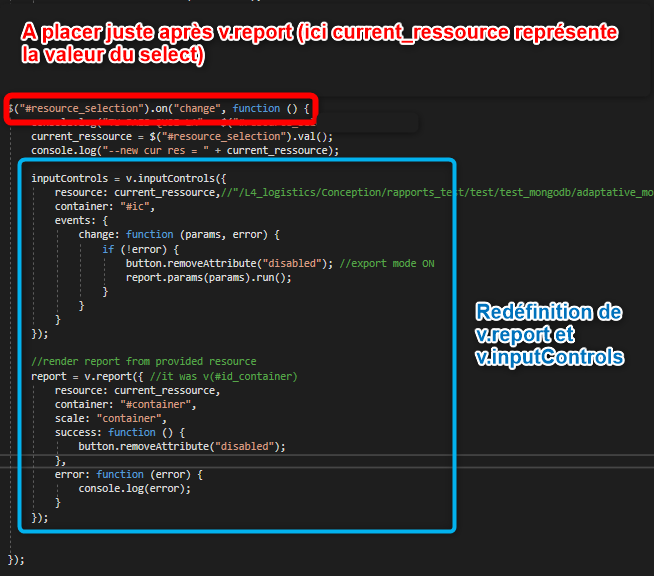 A placer juste après v.report (ici current_ressource représente
la valeur du select)
$("#resource_selection").on("change", function () {
current_ressource = $("#resource_selection").val();
console.log("--new cur res = " + current_ressource);
inputControls = v.inputControls({
resource: current_ressource,//"/L4_logistics/Conception/rapports_test/test/test_mongodb/adaptative_mo
container: "#ic",
events: {
change: function (params, error) {
if (!error) {
button.removeAttribute("disabled"); //export mode ON
report.params(params).run();
}
}
}
});
Redéfinition de
v.report et
v.inputControls
//render report from provided resource
report = v.report({ //it was v(#id_container)
resource: current_ressource,
container: "#container",
scale: "container",
success: function () {
button.removeAttribute("disabled");
},
error: function (error) {
console.log(error);
}
});
});